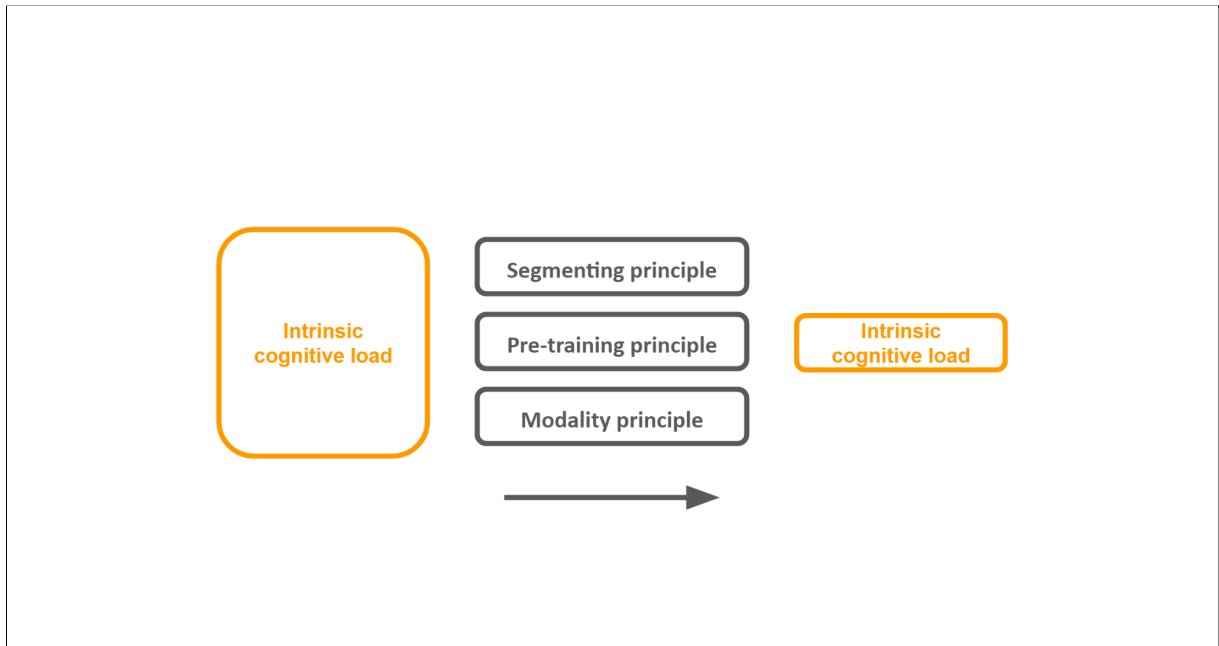 Intrinsic
cognitive load
Segmenting principle
Pre-training principle
Modality principle
Intrinsic
cognitive load